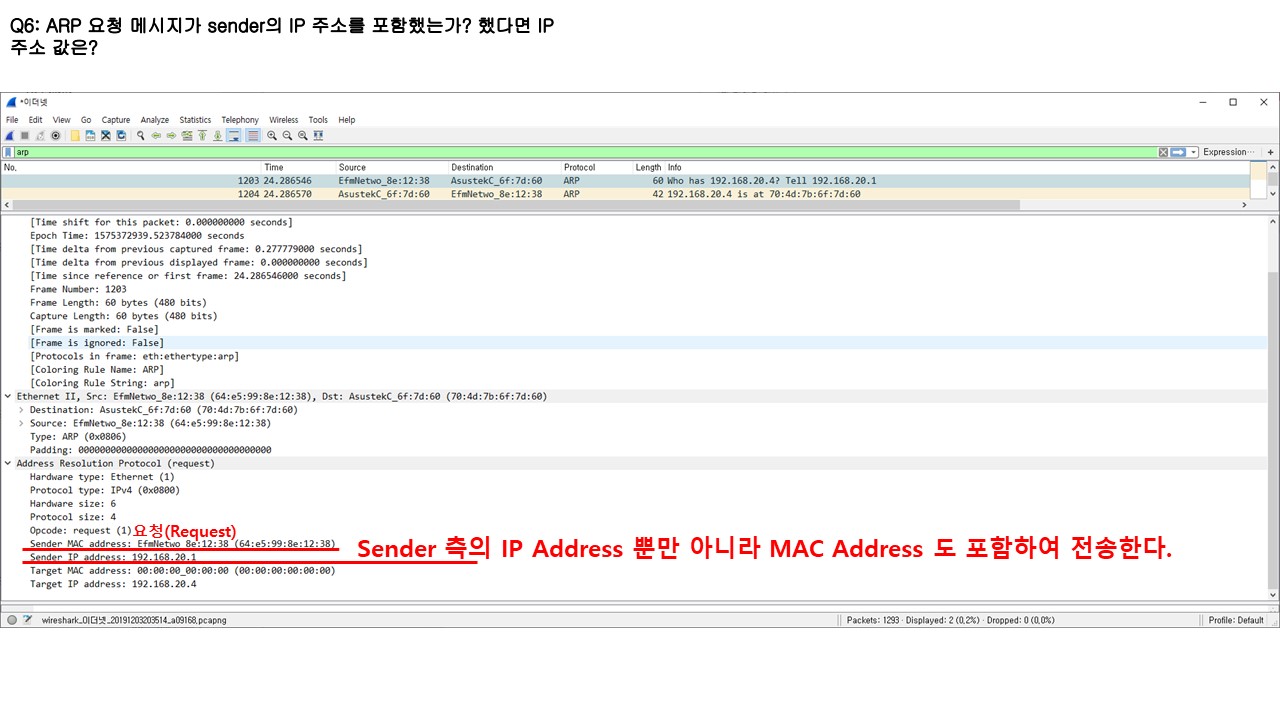 Q6: ARP 요청 메시지가 sender의 IP 주소를 포함했는가? 했다면 IP
주소 값은?
*이더넷
File Edit View Go Capture Analyze Statistics Telephony Wireless Tools Help
arp Expression… +
No. Time Source Destination Protocol Length Info
1203 24.286546 EfmNetwo_8e:12:38 AsustekC_6f:7d:60 ARP 60 Who has 192.168.20.4? Tell 192.168.20.1
1204 24.286570 AsustekC_6f:7d:60 EfmNetwo_8e:12:38 ARP 42 192.168.20.4 is at 70:4d:7b:6f:7d:60
[Time shift for this packet: 0.000000000 seconds]
Epoch Time: 1575372939.523784000 seconds
[Time delta from previous captured frame: 0.277779000 seconds]
[Time delta from previous displayed frame: 0.000000000 seconds]
[Time since reference or first frame: 24.286546000 seconds]
Frame Number: 1203
Frame Length: 60 bytes (480 bits)
Capture Length: 60 bytes (480 bits)
[Frame is marked: False]
[Frame is ignored: False]
[Protocols in frame: eth:ethertype:arp]
[Coloring Rule Name: ARP]
[Coloring Rule String: arp]
Ethernet II, Src: EfmNetwo_8e:12:38 (64:e5:99:8e:12:38), Dst: AsustekC_6f:7d:60 (70:4d:7b:6f:7d:60)
Destination: AsustekC_6f:7d:60 (70:4d:7b:6f:7d:60)
Source: EfmNetwo_8e:12:38 (64:e5:99:8e:12:38)
Type: ARP (0x0806)
Padding: 000000000000000000000000000000000000
Address Resolution Protocol (request)
Hardware type: Ethernet (1)
Protocol type: IPv4 (0x0800)
Hardware size: 6
Protocol size: 4
Opcode: request (1) 요청(Request)
Sender MAC address: EfmNetwo_8e:12:38 (64:e5:99:8e:12:38)
Sender IP address: 192.168.20.1
Sender 측의 IP Address 뿐만 아니라 MAC Address 도 포함하여 전송한다.
Target MAC address: 00:00:00_00:00:00 (00:00:00:00:00:00)
Target IP address: 192.168.20.4
wireshark_이더넷_20191203203514_a09168.pcapng Packets: 1293 · Displayed: 2 (0.2%) · Dropped: 0 (0.0%) Profile: Default